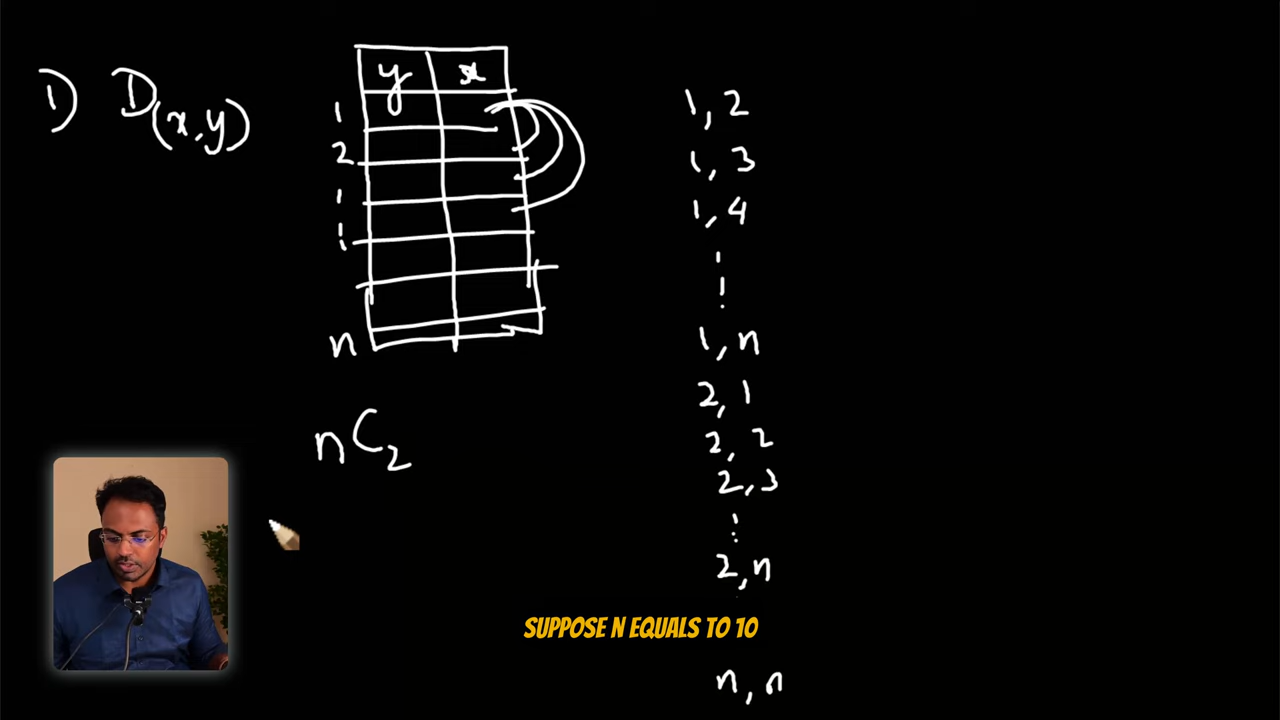 1) D(x,y)
y x
1
2
n
nC2
1, 2
1, 3
1, 4
1, n
2, 1
2, 2
2, 3
2, n
n, n
SUPPOSE N EQUALS TO 10